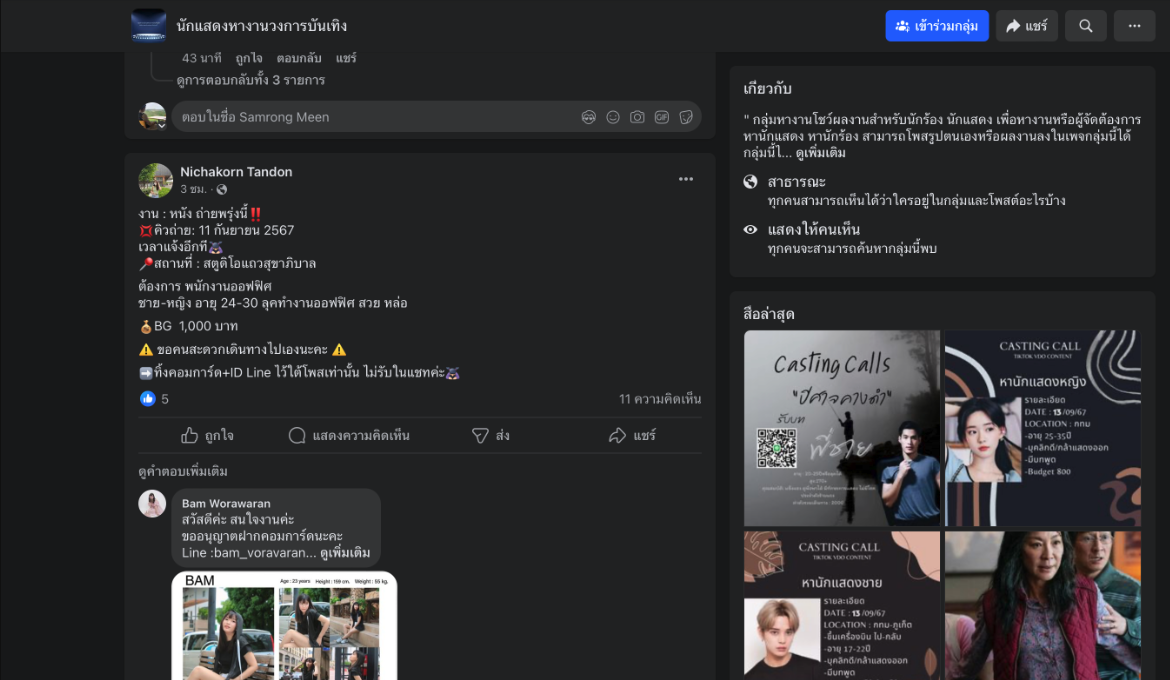 นักแสดงหางานวงการบันเทิง
เข้าร่วมกลุ่ม
แชร์
43 นาที ถูกใจ ตอบกลับ แชร์
ดูการตอบกลับทั้ง 3 รายการ
ตอบในชื่อ Samrong Meen
GIF
Nichakorn Tandon
3 ชม. ·
งาน : หนัง ถ่ายพรุ่งนี้‼️
💢คิวถ่าย: 11 กันยายน 2567
เวลาแจ้งอีกที
📍สถานที่ : สตูดิโอแถวสุขาภิบาล
ต้องการ พนักงานออฟฟิศ
ชาย-หญิง อายุ 24-30 ลุคทำงานออฟฟิศ สวย หล่อ
💰BG 1,000 บาท
⚠️ ขอคนสะดวกเดินทางไปเองนะคะ ⚠️
➡️ทิ้งคอมการ์ด+ID Line ไว้ใต้โพสเท่านั้น ไม่รับในแชทค่ะ
5
11 ความคิดเห็น
ถูกใจ
แสดงความคิดเห็น
ส่ง
แชร์
ดูคำตอบเพิ่มเติม
Bam Worawaran
สวัสดีค่ะ สนใจงานค่ะ
ขออนุญาตฝากคอมการ์ดนะคะ
Line :bam_voravaran... ดูเพิ่มเติม
BAM
Age : 23 years Height : 159 cm. Weight : 55 kg.
เกี่ยวกับ
" กลุ่มหางานโชว์ผลงานสำหรับนักร้อง นักแสดง เพื่อหางานหรือผู้จัดต้องการ
หานักแสดง หานักร้อง สามารถโพสรูปตนเองหรือผลงานลงในเพจกลุ่มนี้ได้
กลุ่มนี้ไ... ดูเพิ่มเติม
สาธารณะ
ทุกคนสามารถเห็นได้ว่าใครอยู่ในกลุ่มและโพสต์อะไรบ้าง
แสดงให้คนเห็น
ทุกคนจะสามารถค้นหากลุ่มนี้พบ
สื่อล่าสุด
Casting Calls
"ปีศาจคางดำ"
รับบท
พี่ชาย
CASTING CALL
TIKTOK VDO CONTENT
หานักแสดงหญิง
รายละเอียด
DATE : 13 /09/67
LOCATION : กทม
-อายุ 25-35ปี
-บุคลิกดี/กล้าแสดงออก
-มีบทพูด
-Budget 800
CASTING CALL
TIKTOK VDO CONTENT
หานักแสดงชาย
รายละเอียด
DATE : 13 /09/67
LOCATION : กทม-ภูเก็ต
-ขึ้นเครื่องบิน ไป-กลับ
-อายุ 17-22ปี
-บุคลิกดี/กล้าแสดงออก
-มีบทพูด